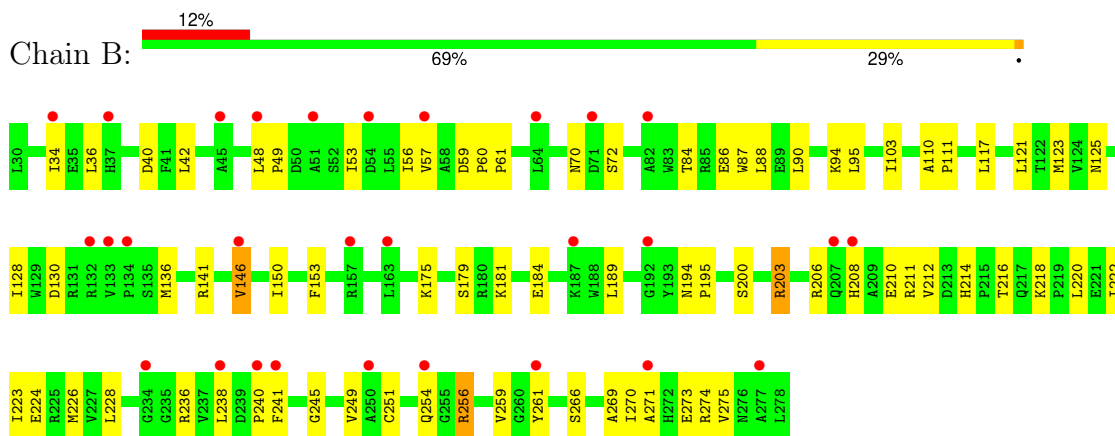 12%
Chain B:
69% 29% •
L30 I34 E35 L36 H37 D40 F41 L42 A45 L48 P49 D50 A51 S52 I53 D54 L55 I56 V57 A58 D59 P60 P61 L64 N70 D71 S72 A82 W83 T84 R85 E86 W87 L88 E89 L90 K94 L95 I103 A110 P111 L117 L121 T122 M123 V124 N125
I128 W129 D130 R131 R132 V133 P134 S135 M136 R141 V146 I150 F153 R157 L163 K175 S179 R180 K181 E184 K187 W188 L189 G192 Y193 N194 P195 S200 R203 R206 Q207 H208 A209 E210 R211 V212 D213 H214 P215 T216 Q217 K218 P219 L220 E221 I222
I223 E224 R225 M226 V227 L228 G234 G235 R236 V237 L238 D239 P240 F241 G245 V249 A250 C251 Q254 G255 R256 V259 G260 Y261 S266 A269 I270 A271 H272 E273 R274 V275 N276 A277 L278